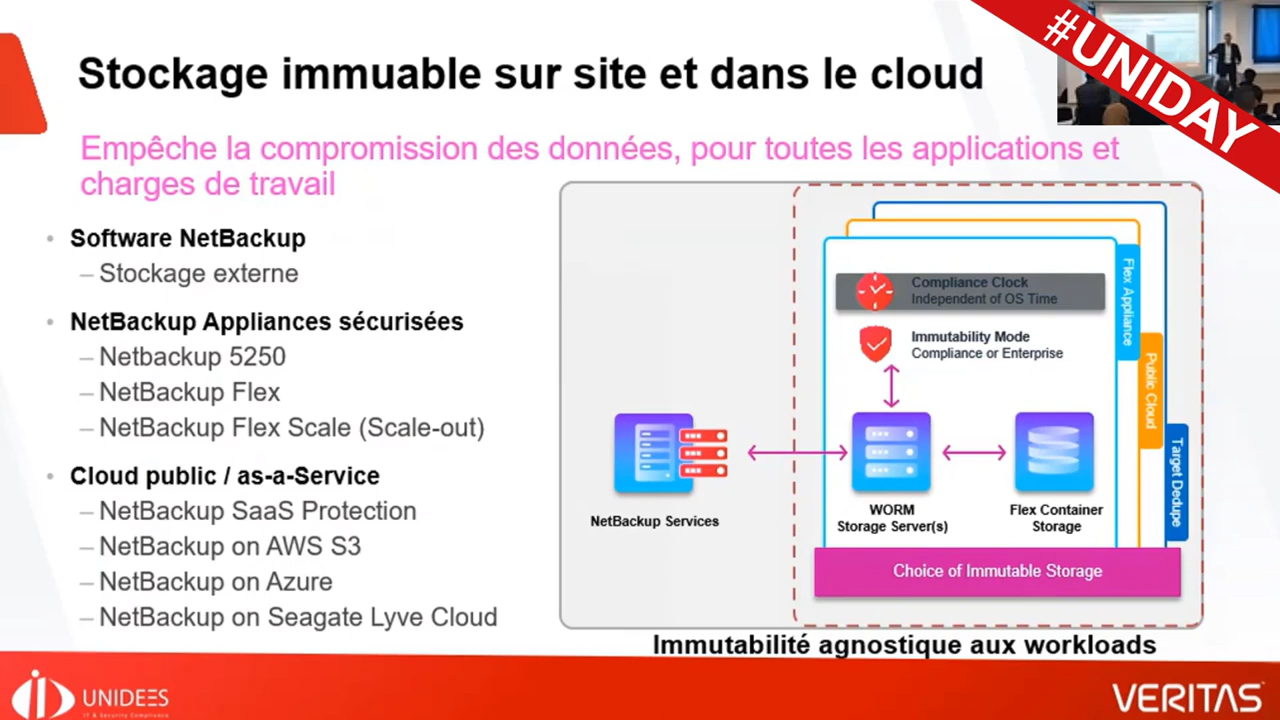 #UNIDAY
Stockage immuable sur site et dans le cloud
Empêche la compromission des données, pour toutes les applications et
charges de travail
• Software NetBackup
– Stockage externe
• NetBackup Appliances sécurisées
– Netbackup 5250
– NetBackup Flex
– NetBackup Flex Scale (Scale-out)
• Cloud public / as-a-Service
– NetBackup SaaS Protection
– NetBackup on AWS S3
– NetBackup on Azure
– NetBackup on Seagate Lyve Cloud
Compliance Clock
Independent of OS Time
Immutability Mode
Compliance or Enterprise
Flex Appliance
Public Cloud
Target Dedupe
NetBackup Services
WORM
Storage Server(s)
Flex Container
Storage
Choice of Immutable Storage
Immutabilité agnostique aux workloads
UNIDEES
IT & Security Compliance
VERITAS